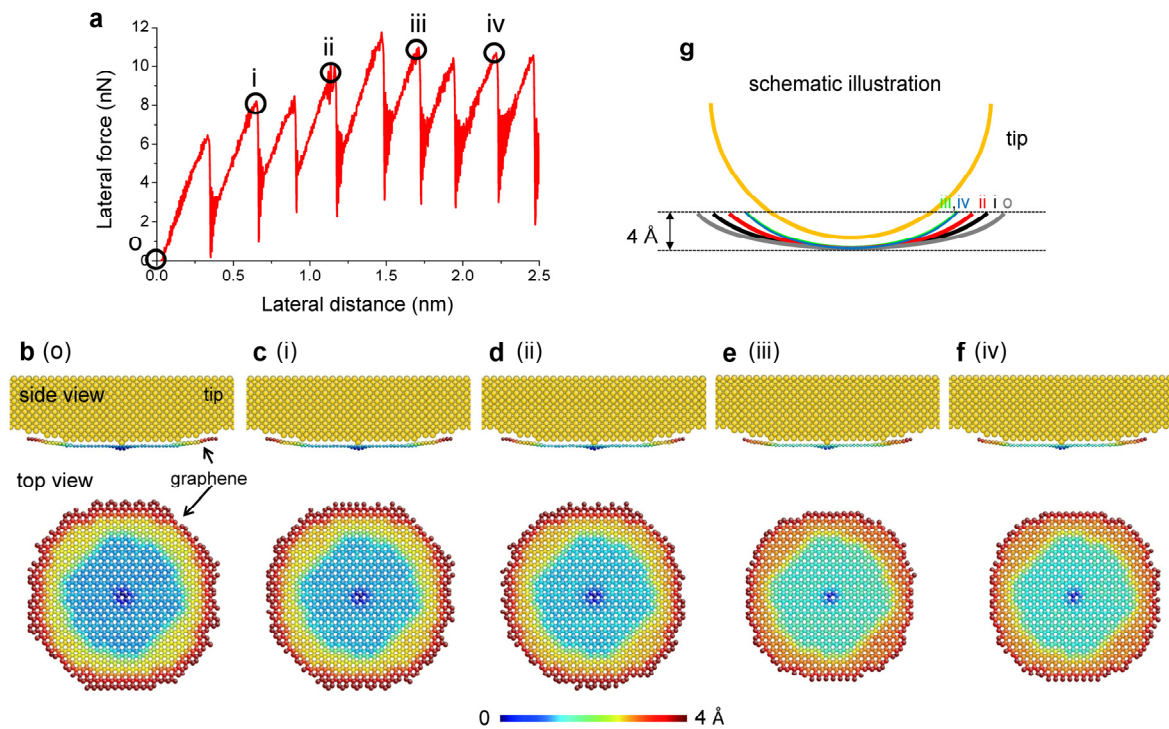 a
Lateral force (nN)
12
10
8
6
4
2
0
0.0 0.5 1.0 1.5 2.0 2.5
Lateral distance (nm)
o
i
ii
iii
iv
g
schematic illustration
tip
iii,iv ii i o
4 Å
b (o)
c (i)
d (ii)
e (iii)
f (iv)
side view
tip
graphene
top view
0 4 Å